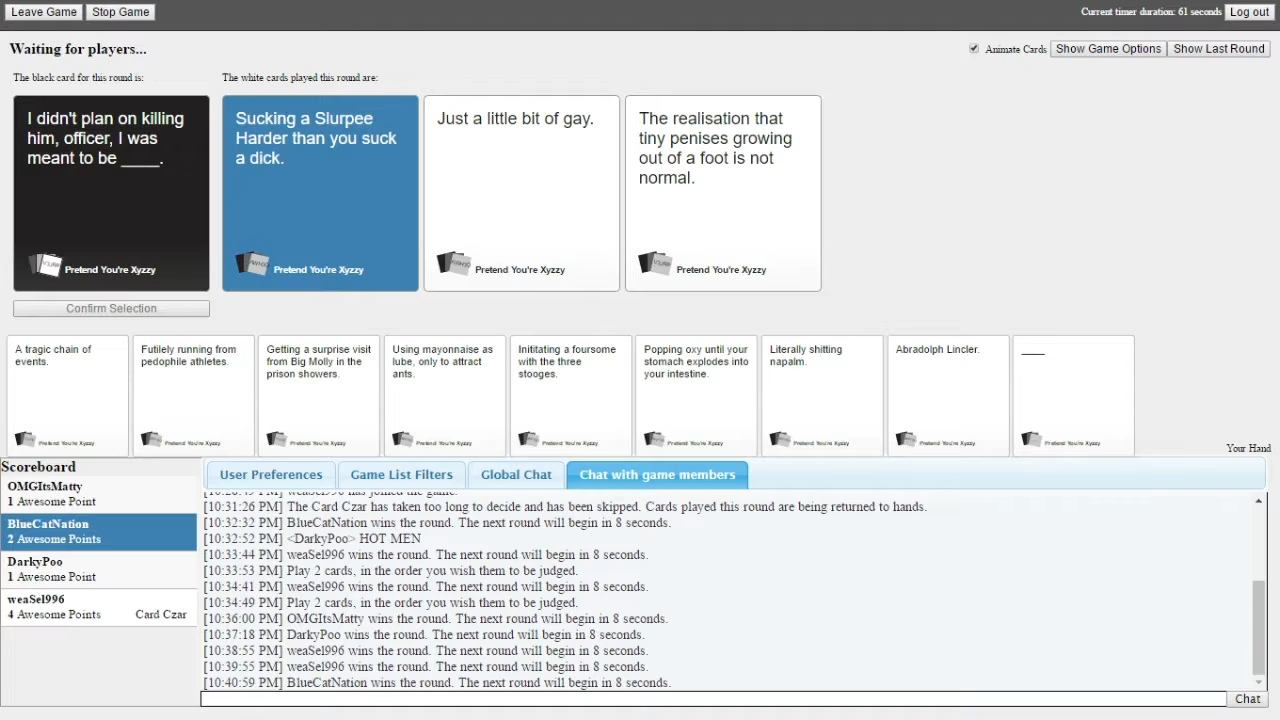 Leave Game Stop Game Current timer duration: 61 seconds Log out
Waiting for players...
Animate Cards Show Game Options Show Last Round
The black card for this round is:
The white cards played this round are:
I didn't plan on killing
him, officer, I was
meant to be ____.
Pretend You're Xyzzy
Sucking a Slurpee
Harder than you suck
a dick.
Pretend You're Xyzzy
Just a little bit of gay.
Pretend You're Xyzzy
The realisation that
tiny penises growing
out of a foot is not
normal.
Pretend You're Xyzzy
Confirm Selection
A tragic chain of
events.
Pretend You're Xyzzy
Futilely running from
pedophile athletes.
Pretend You're Xyzzy
Getting a surprise visit
from Big Molly in the
prison showers.
Pretend You're Xyzzy
Using mayonnaise as
lube, only to attract
ants.
Pretend You're Xyzzy
Inititating a foursome
with the three
stooges.
Pretend You're Xyzzy
Popping oxy until your
stomach explodes into
your intestine.
Pretend You're Xyzzy
Literally shitting
napalm.
Pretend You're Xyzzy
Abradolph Lincler.
Pretend You're Xyzzy
____
Pretend You're Xyzzy
Your Hand
Scoreboard
OMGItsMatty
1 Awesome Point
BlueCatNation
2 Awesome Points
DarkyPoo
1 Awesome Point
weaSel996
4 Awesome Points Card Czar
User Preferences Game List Filters Global Chat Chat with game members
weaSel996 has joined the game.
[10:31:26 PM] The Card Czar has taken too long to decide and has been skipped. Cards played this round are being returned to hands.
[10:32:32 PM] BlueCatNation wins the round. The next round will begin in 8 seconds.
[10:32:52 PM] <DarkyPoo> HOT MEN
[10:33:44 PM] weaSel996 wins the round. The next round will begin in 8 seconds.
[10:33:53 PM] Play 2 cards, in the order you wish them to be judged.
[10:34:41 PM] weaSel996 wins the round. The next round will begin in 8 seconds.
[10:34:49 PM] Play 2 cards, in the order you wish them to be judged.
[10:36:00 PM] OMGItsMatty wins the round. The next round will begin in 8 seconds.
[10:37:18 PM] DarkyPoo wins the round. The next round will begin in 8 seconds.
[10:38:55 PM] weaSel996 wins the round. The next round will begin in 8 seconds.
[10:39:55 PM] weaSel996 wins the round. The next round will begin in 8 seconds.
[10:40:59 PM] BlueCatNation wins the round. The next round will begin in 8 seconds.
Chat